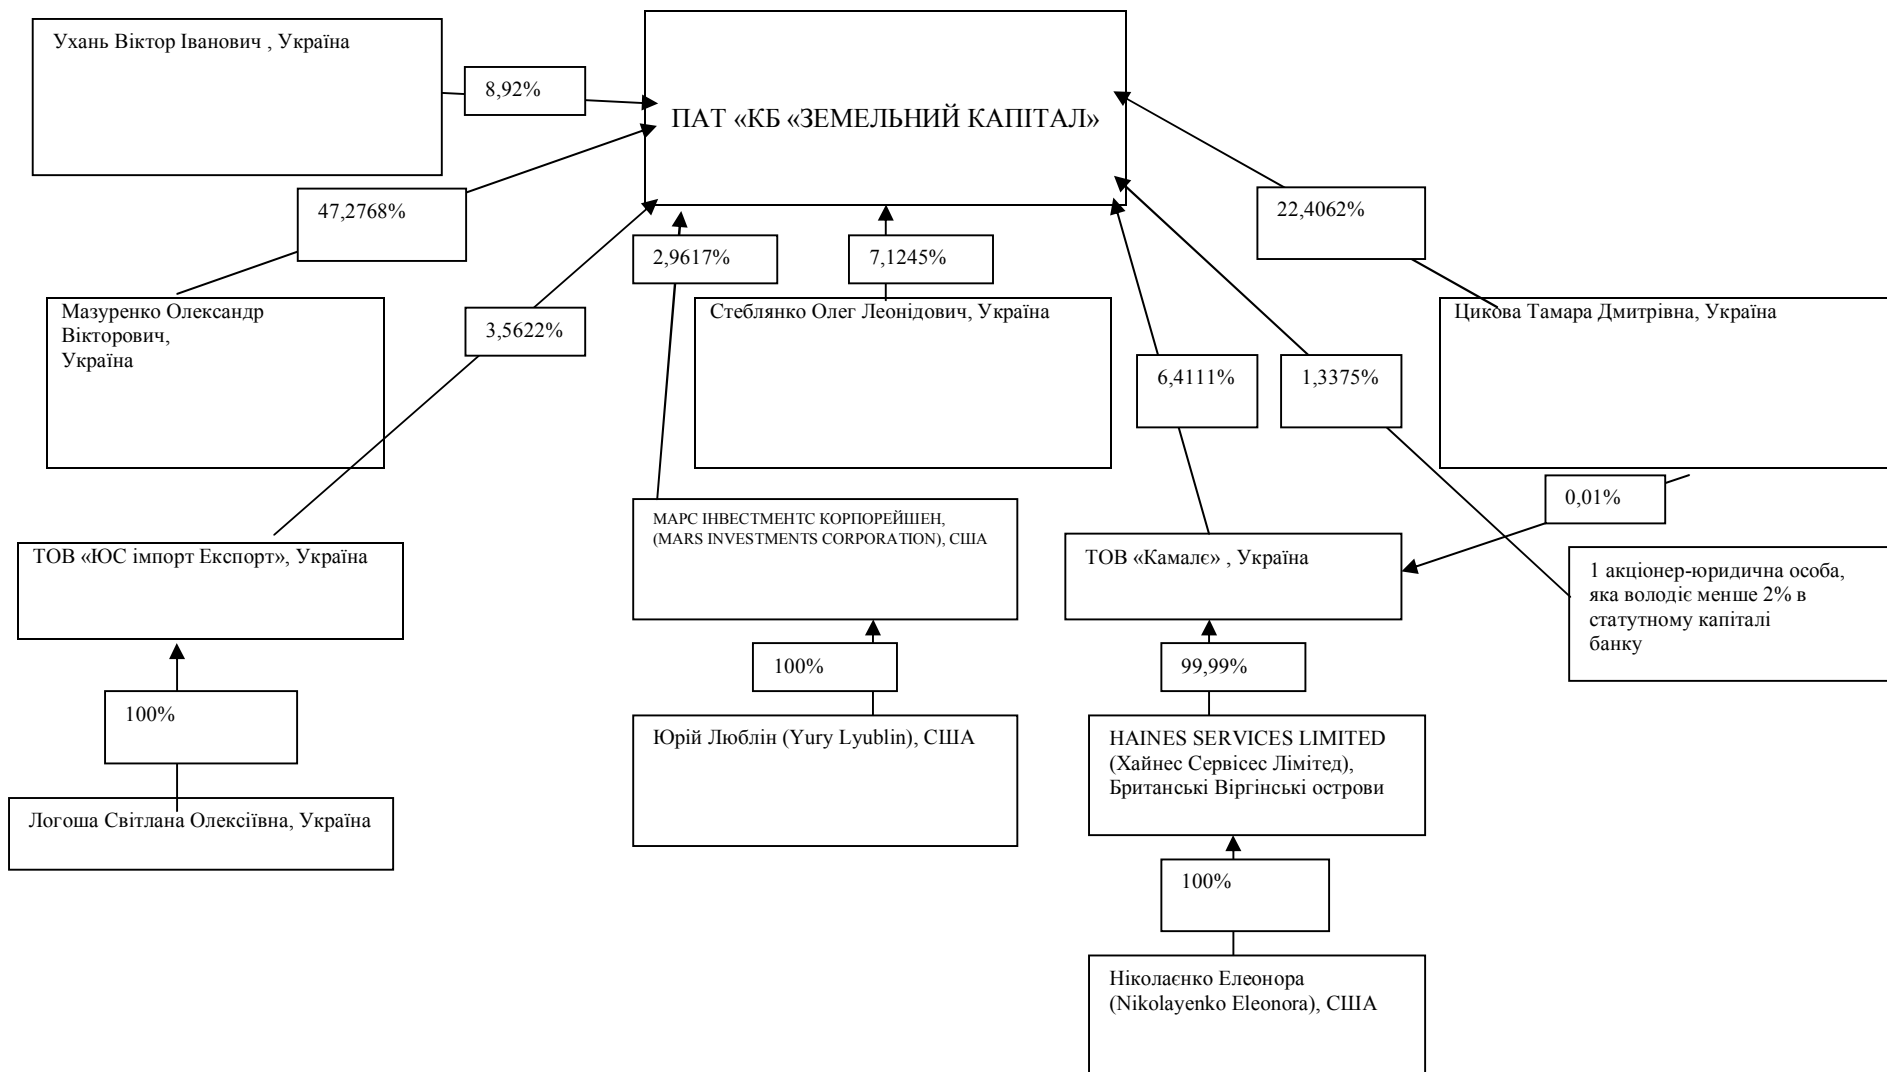 Ухань Віктор Іванович , Україна
8,92%
ПАТ «КБ «ЗЕМЕЛЬНИЙ КАПІТАЛ»
47,2768%
22,4062%
2,9617%
7,1245%
Мазуренко Олександр
Вікторович,
Україна
3,5622%
Стеблянко Олег Леонідович, Україна
Цикова Тамара Дмитрівна, Україна
6,4111%
1,3375%
0,01%
МАРС ІНВЕСТМЕНТС КОРПОРЕЙШЕН,
(MARS INVESTMENTS CORPORATION), США
ТОВ «ЮС імпорт Експорт», Україна
ТОВ «Камалє» , Україна
1 акціонер-юридична особа,
яка володіє менше 2% в
статутному капіталі
банку
100%
99,99%
100%
Юрій Люблін (Yury Lyublin), США
HAINES SERVICES LIMITED
(Хайнес Сервісес Лімітед),
Британські Віргінські острови
Логоша Світлана Олексіївна, Україна
100%
Ніколаєнко Елеонора
(Nikolayenko Eleonora), США